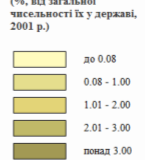 (%, від загальної
чисельності їх у державі,
2001 р.)
до 0.08
0.08 - 1.00
1.01 - 2.00
2.01 - 3.00
понад 3.00